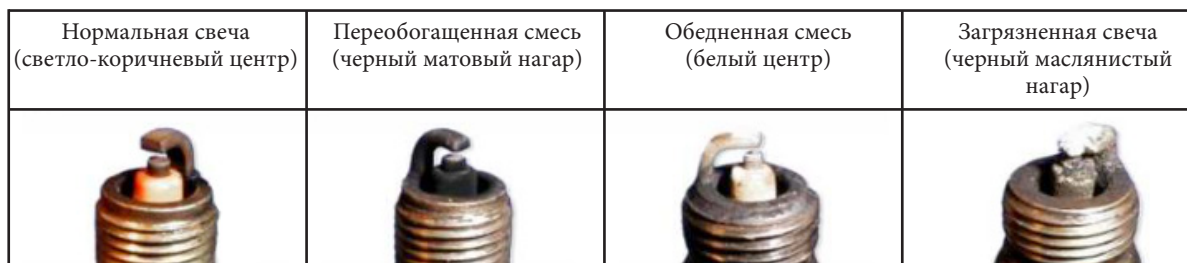 Нормальная свеча
(светло-коричневый центр)
Переобогащенная смесь
(черный матовый нагар)
Обедненная смесь
(белый центр)
Загрязненная свеча
(черный маслянистый
нагар)